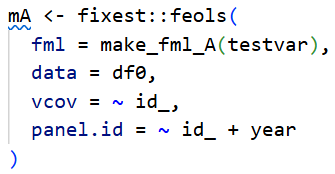 mA <- fixest::feols(
  fml = make_fml_A(testvar),
  data = df0,
  vcov = ~ id_,
  panel.id = ~ id_ + year
)